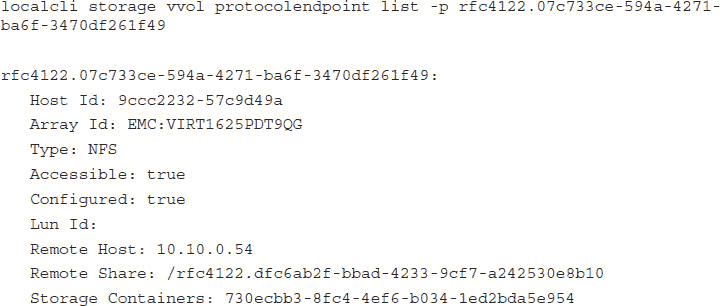 localcli storage vvol protocolendpoint list -p rfc4122.07c733ce-594a-4271-
ba6f-3470df261f49
rfc4122.07c733ce-594a-4271-ba6f-3470df261f49:
Host Id: 9ccc2232-57c9d49a
Array Id: EMC:VIRT1625PDT9QG
Type: NFS
Accessible: true
Configured: true
Lun Id:
Remote Host: 10.10.0.54
Remote Share: /rfc4122.dfc6ab2f-bbad-4233-9cf7-a242530e8b10
Storage Containers: 730ecbb3-8fc4-4ef6-b034-1ed2bda5e954